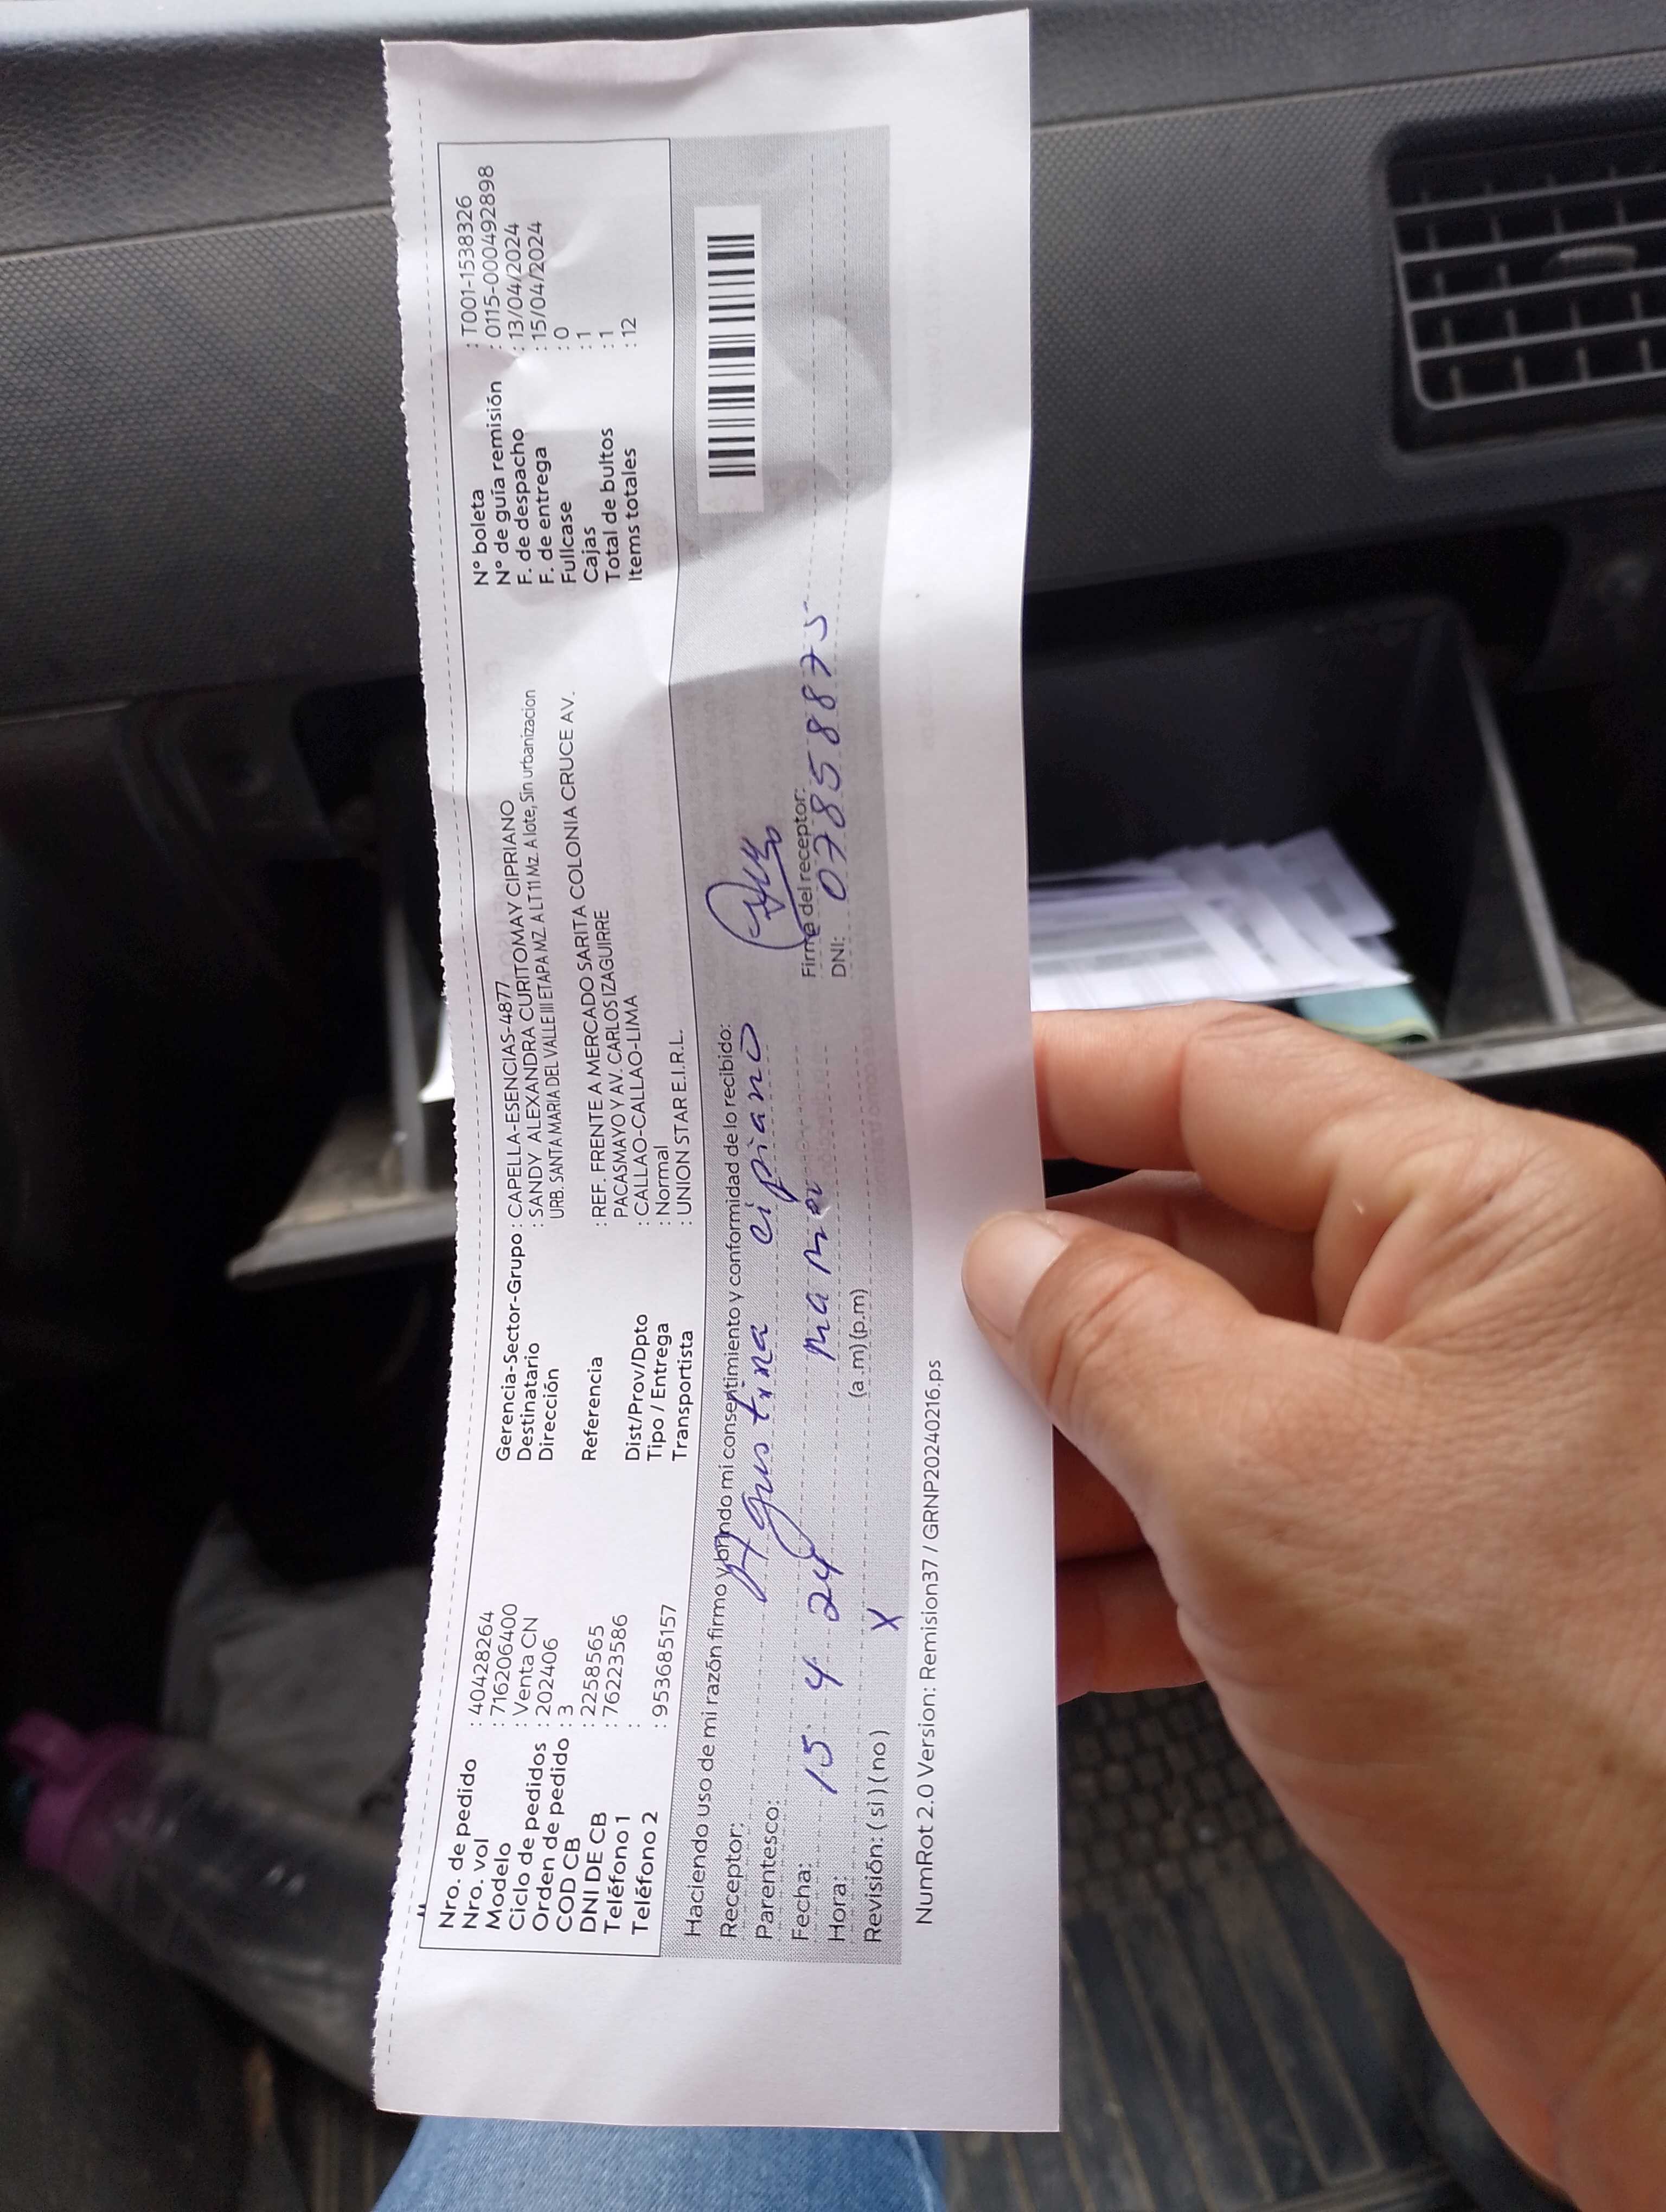 Nro. de pedido : 40428264
Nro. vol : 716206400
Modelo : Venta CN
Ciclo de pedidos : 202406
Orden de pedido : 3
COD CB : 2258565
DNI DE CB : 76223586
Teléfono 1 :
Teléfono 2 : 953685157
Gerencia-Sector-Grupo : CAPELLA-ESENCIAS-4877
Destinatario : SANDY ALEXANDRA CURITOMAY CIPRIANO
Dirección URB. SANTA MARIA DEL VALLE III ETAPA MZ. A LT 11 Mz. A lote, Sin urbanizacion
Referencia : REF. FRENTE A MERCADO SARITA COLONIA CRUCE AV.
PACASMAYO Y AV. CARLOS IZAGUIRRE
Dist/Prov/Dpto : CALLAO-CALLAO-LIMA
Tipo / Entrega : Normal
Transportista : UNION STAR E.I.R.L.
N° boleta : T001-1538326
N° de guía remisión : 0115-0004928 98
F. de despacho : 13/04/2024
F. de entrega : 15/04/2024
Fullcase : 0
Cajas : 1
Total de bultos : 1
Items totales : 12
Haciendo uso de mi razón firmo y brindo mi consentimiento y conformidad de lo recibido:
Receptor: Agustina cipriano
Parentesco: mamá
Fecha: 15 4 24
Hora: (a.m) (p.m)
Revisión: (si) (no) X
Firma del receptor:
DNI: 07858875
NumRot 2.0 Version: Remision37 / GRNP20240216.ps